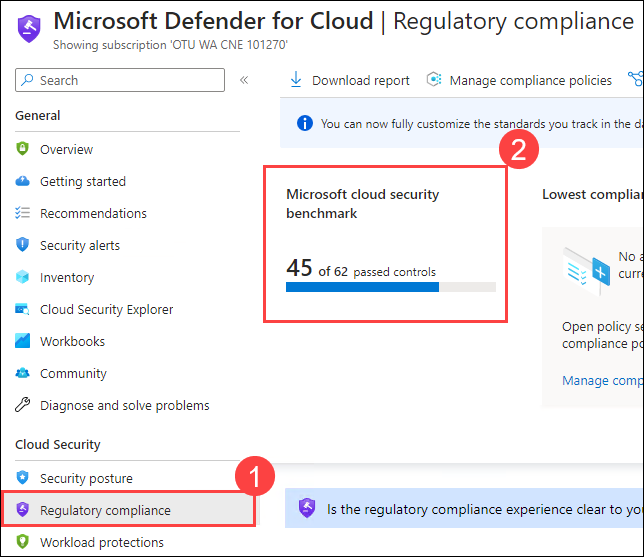 Microsoft Defender for Cloud | Regulatory compliance
Showing subscription 'OTU WA CNE 101270'
Search
«
Download report
Manage compliance policies
General
Overview
Getting started
Recommendations
Security alerts
Inventory
Cloud Security Explorer
Workbooks
Community
Diagnose and solve problems
Cloud Security
Security posture
1
Regulatory compliance
Workload protections
You can now fully customize the standards you track in the da
2
Microsoft cloud security
benchmark
45 of 62 passed controls
Lowest complian
No a
curre
Open policy se
compliance po
Manage compl
Is the regulatory compliance experience clear to you